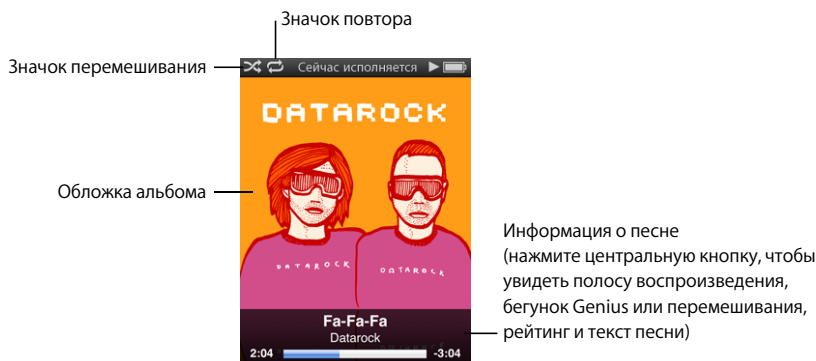 Значок повтора
Значок перемешивания
Сейчас исполняется
DATAROCK
Обложка альбома
DATAROCK
DATAROCK
Информация о песне
(нажмите центральную кнопку, чтобы
увидеть полосу воспроизведения,
бегунок Genius или перемешивания,
рейтинг и текст песни)
Fa-Fa-Fa
Datarock
2:04
-3:04